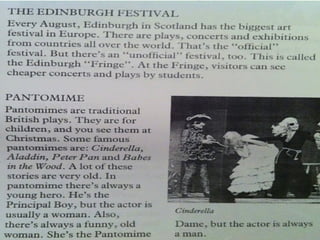 THE EDINBURGH FESTIVAL
Every August, Edinburgh in Scotland has the biggest art
festival in Europe. There are plays, concerts and exhibitions
from countries all over the world. That's the "official"
festival. But there's an "unofficial" festival, too. This is called
the Edinburgh "Fringe". At the Fringe, visitors can see
cheaper concerts and plays by students.
PANTOMIME
Pantomimes are traditional
British plays. They are for
children, and you see them at
Christmas. Some famous
pantomimes are: Cinderella,
Aladdin, Peter Pan and Babes
in the Wood. A lot of these
stories are very old. In
pantomime there's always a
young hero. He's the
Principal Boy, but the actor is
usually a woman. Also,
there's always a funny, old
woman. She's the Pantomime
Cinderella
Dame, but the actor is always
a man.